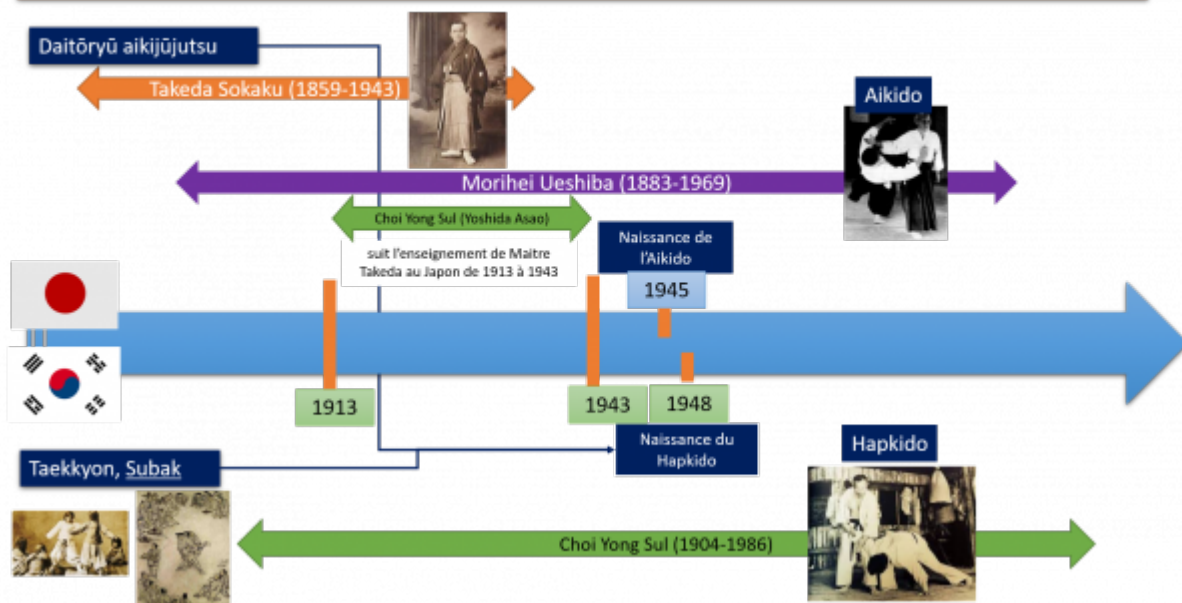 Daitōryū aikijūjutsu
Takeda Sokaku (1859-1943)
Aikido
Morihei Ueshiba (1883-1969)
Choi Yong Sul (Yoshida Asao)
suit l'enseignement de Maitre
Takeda au Japon de 1913 à 1943
Naissance de
l'Aikido
1945
1913
1943
1948
Naissance du
Hapkido
Taekkyon, Subak
Hapkido
Choi Yong Sul (1904-1986)